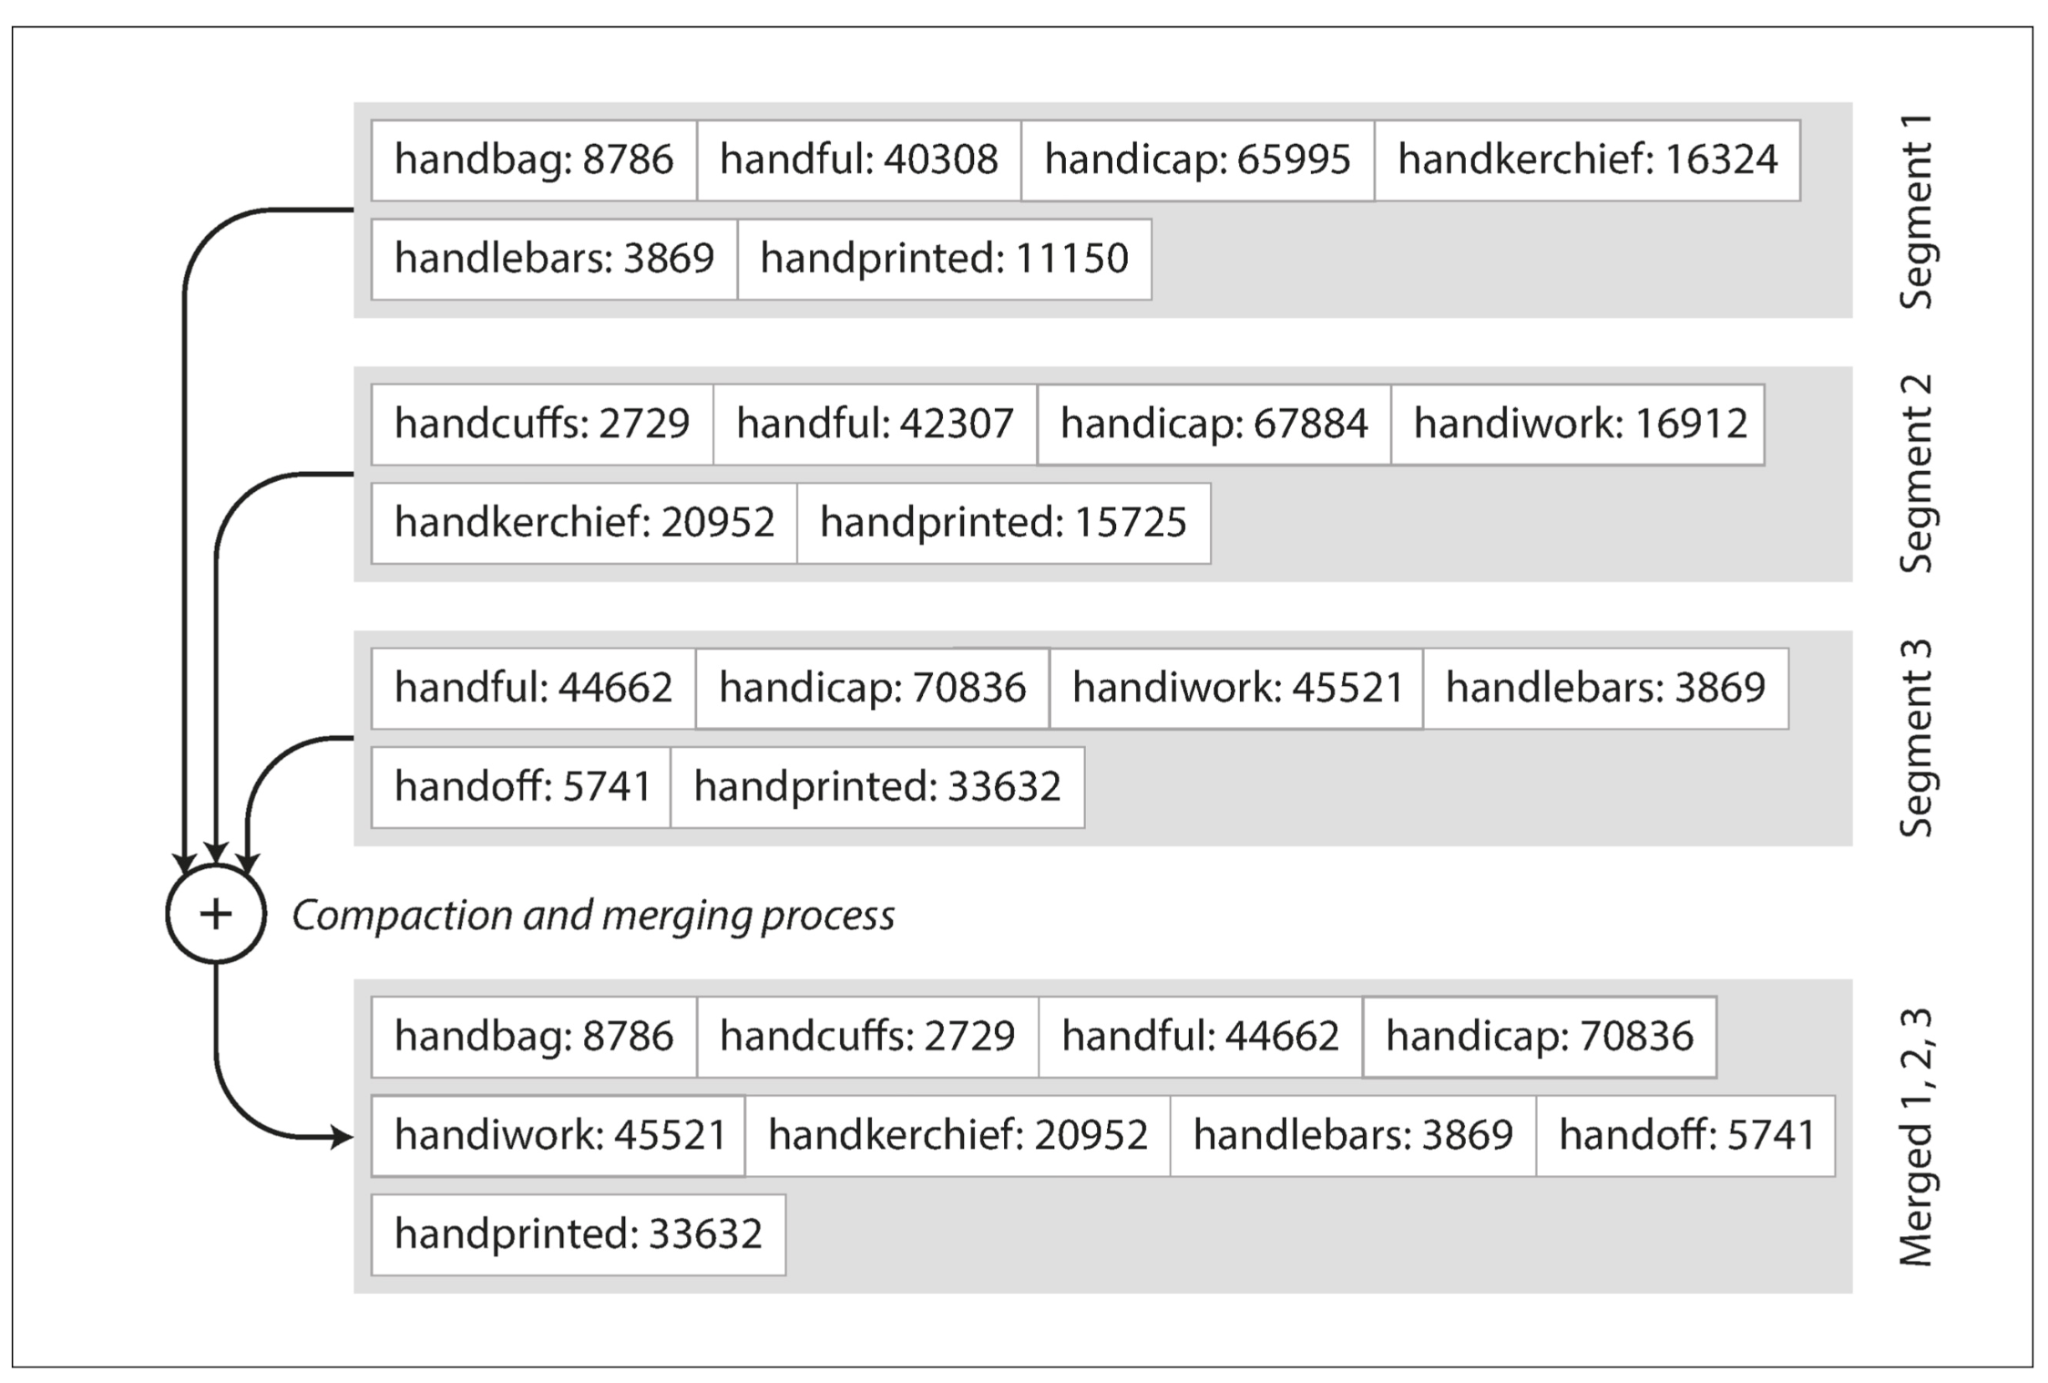 handbag: 8786 handful: 40308 handicap: 65995 handkerchief: 16324
handlebars: 3869 handprinted: 11150
Segment 1
handcuffs: 2729 handful: 42307 handicap: 67884 handiwork: 16912
handkerchief: 20952 handprinted: 15725
Segment 2
handful: 44662 handicap: 70836 handiwork: 45521 handlebars: 3869
handoff: 5741 handprinted: 33632
Segment 3
+ Compaction and merging process
handbag: 8786 handcuffs: 2729 handful: 44662 handicap: 70836
handiwork: 45521 handkerchief: 20952 handlebars: 3869 handoff: 5741
handprinted: 33632
Merged 1, 2, 3